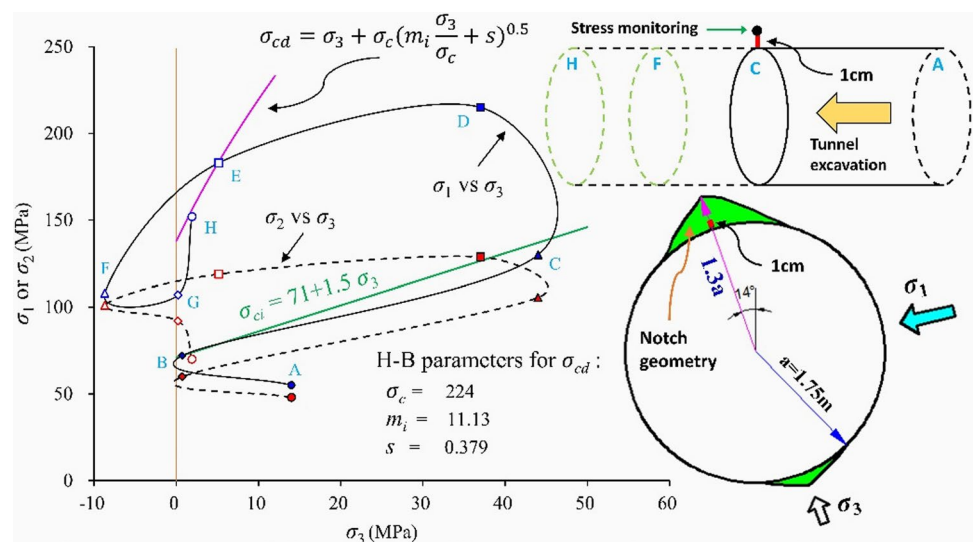 σcd = σ3 + σc(mi σ3/σc + s)^0.5
Stress monitoring
H
F
C
A
1cm
Tunnel
excavation
σ1 or σ2 (MPa)
250
200
150
100
50
0
-10
0
10
20
30
40
50
60
σ3 (MPa)
D
E
σ1 vs σ3
H
σ2 vs σ3
F
G
C
σci = 71+1.5 σ3
B
A
H-B parameters for σcd :
σc = 224
mi = 11.13
s = 0.379
1cm
1.3a
14°
σ1
Notch
geometry
a=1.75m
σ3